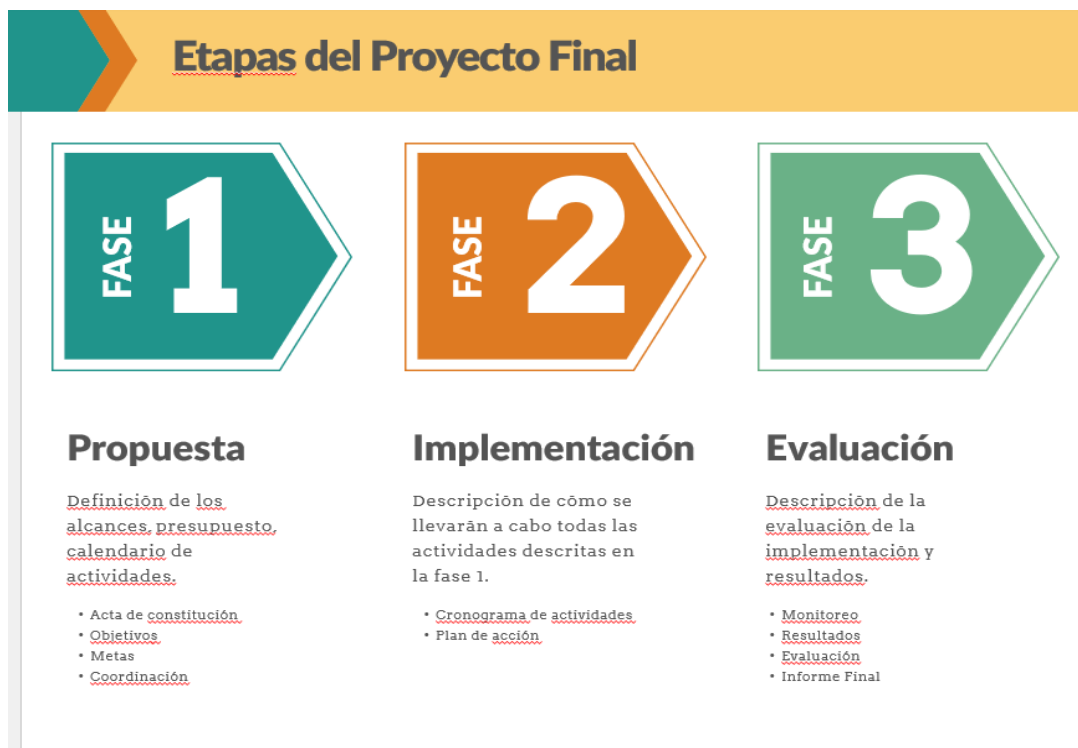 Etapas del Proyecto Final
FASE 1
FASE 2
FASE 3
Propuesta
Definición de los
alcances, presupuesto,
calendario de
actividades.
• Acta de constitución
• Objetivos
• Metas
• Coordinación
Implementación
Descripción de cómo se
llevarán a cabo todas las
actividades descritas en
la fase 1.
• Cronograma de actividades
• Plan de acción
Evaluación
Descripción de la
evaluación de la
implementación y
resultados.
• Monitoreo
• Resultados
• Evaluación
• Informe Final